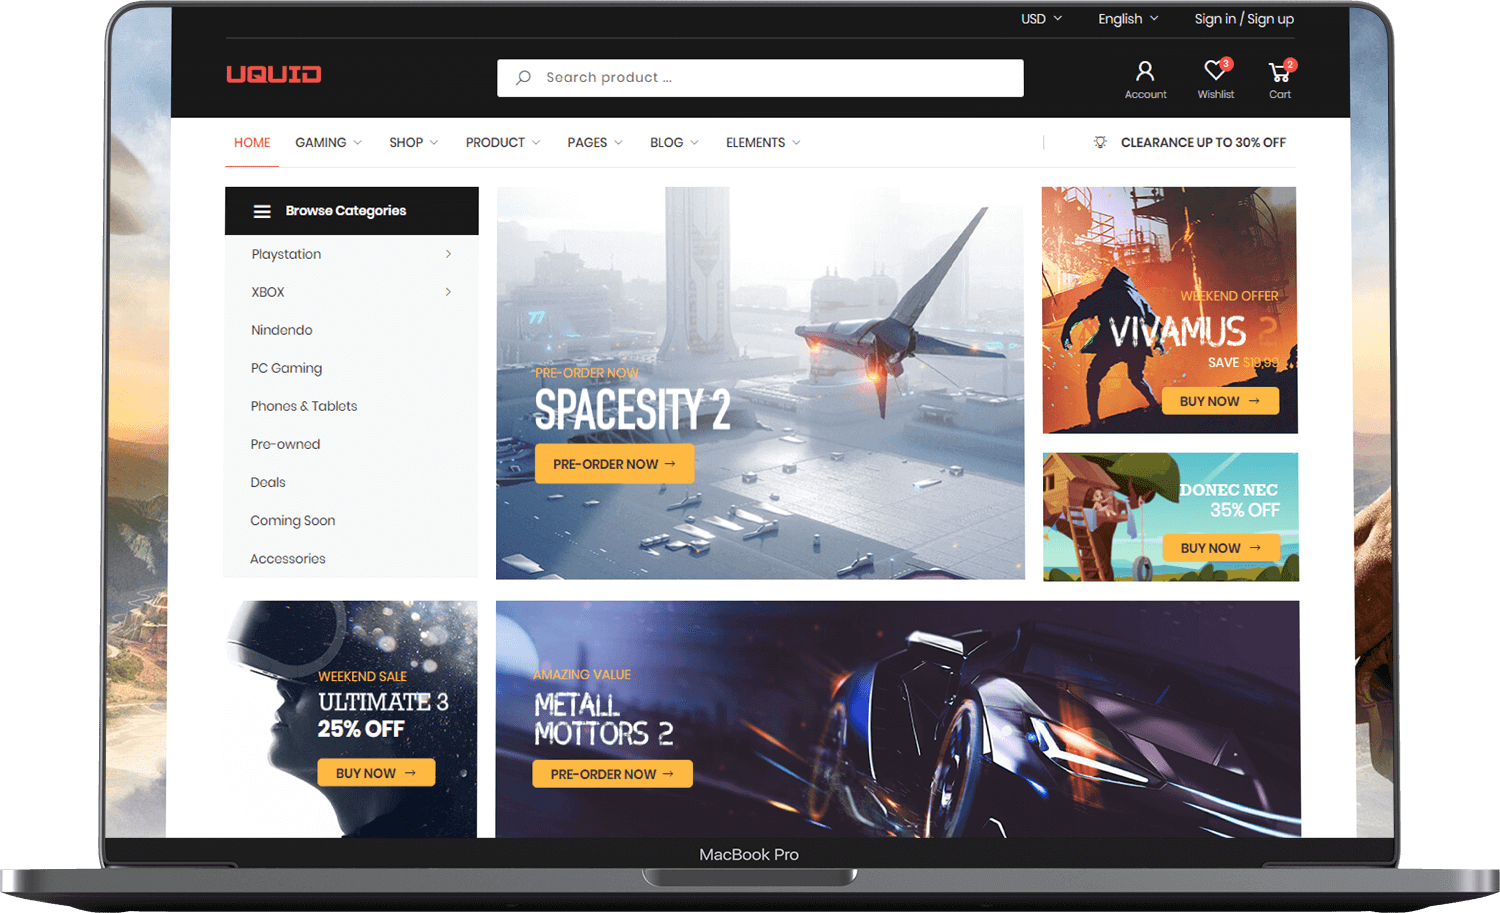 USD English Sign in / Sign up
UQUID
Search product ...
Account
3
Wishlist
2
Cart
HOME GAMING SHOP PRODUCT PAGES BLOG ELEMENTS
CLEARANCE UP TO 30% OFF
Browse Categories
Playstation
XBOX
Nindendo
PC Gaming
Phones & Tablets
Pre-owned
Deals
Coming Soon
Accessories
77
PRE-ORDER NOW
SPACESITY 2
PRE-ORDER NOW →
WEEKEND OFFER
VIVAMUS 2
SAVE $19,99
BUY NOW →
DONEC NEC
35% OFF
BUY NOW →
WEEKEND SALE
ULTIMATE 3
25% OFF
BUY NOW →
AMAZING VALUE
METALL
MOTTORS 2
PRE-ORDER NOW →
MacBook Pro